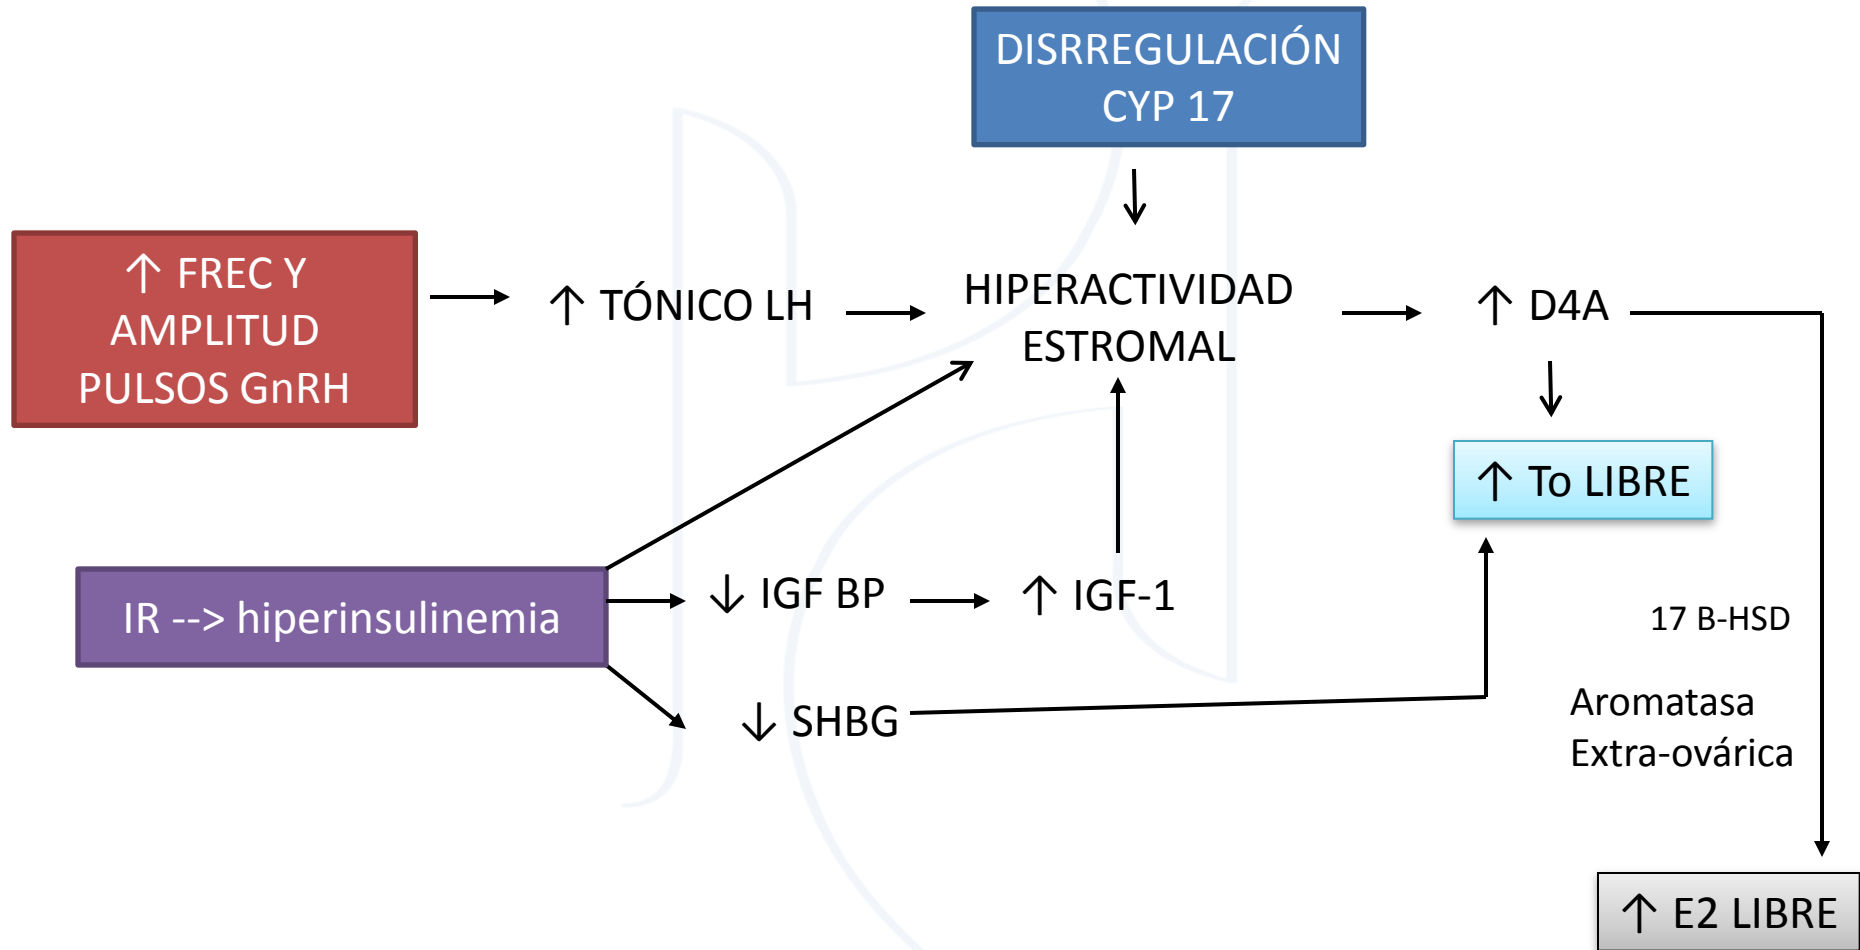 DISRREGULACIÓN
CYP 17
↑ FREC Y
AMPLITUD
PULSOS GnRH
↑ TÓNICO LH
HIPERACTIVIDAD
ESTROMAL
↑ D4A
↑ To LIBRE
IR --> hiperinsulinemia
↓ IGF BP
↑ IGF-1
17 B-HSD
↓ SHBG
Aromatasa
Extra-ovárica
↑ E2 LIBRE